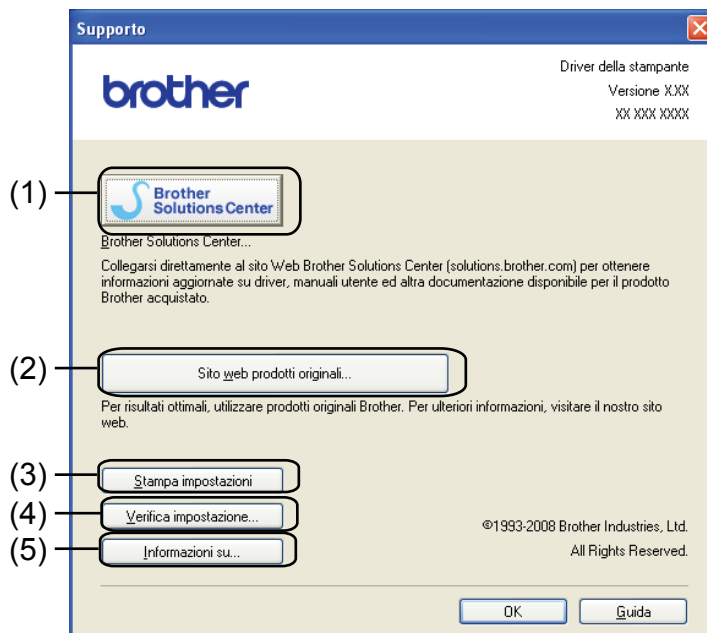 Supporto
brother
Driver della stampante
Versione X.XX
XX XXX XXXX
(1)
Brother
Solutions Center
Brother Solutions Center...
Collegarsi direttamente al sito Web Brother Solutions Center (solutions.brother.com) per ottenere
informazioni aggiornate su driver, manuali utente ed altra documentazione disponibile per il prodotto
Brother acquistato.
(2)
Sito web prodotti originali...
Per risultati ottimali, utilizzare prodotti originali Brother. Per ulteriori informazioni, visitare il nostro sito
web.
(3)
Stampa impostazioni
(4)
Verifica impostazione...
(5)
Informazioni su...
©1993-2008 Brother Industries, Ltd.
All Rights Reserved.
OK
Guida